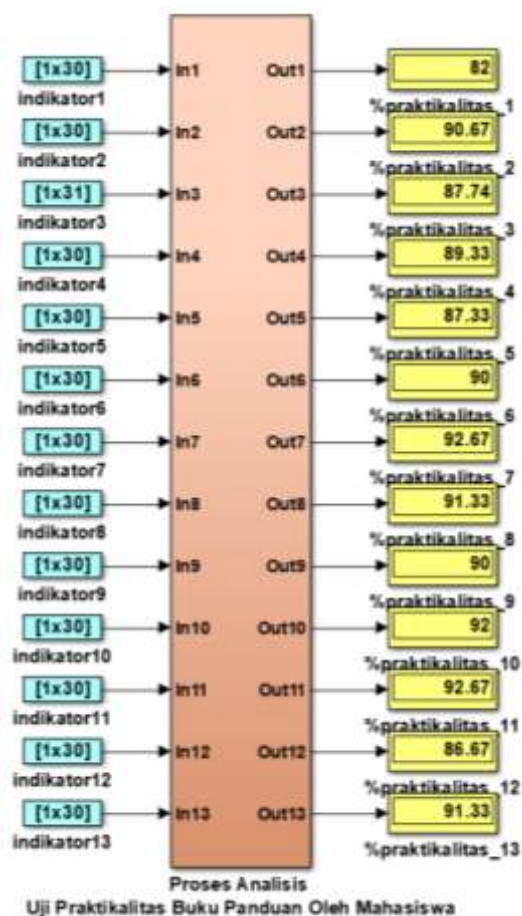 [1x30] In1 Out1 82
indikator1 %praktikalitas_1
[1x30] In2 Out2 90.67
indikator2 %praktikalitas_2
[1x31] In3 Out3 87.74
indikator3 %praktikalitas_3
[1x30] In4 Out4 89.33
indikator4 %praktikalitas_4
[1x30] In5 Out5 87.33
indikator5 %praktikalitas_5
[1x30] In6 Out6 90
indikator6 %praktikalitas_6
[1x30] In7 Out7 92.67
indikator7 %praktikalitas_7
[1x30] In8 Out8 91.33
indikator8 %praktikalitas_8
[1x30] In9 Out9 90
indikator9 %praktikalitas_9
[1x30] In10 Out10 92
indikator10 %praktikalitas_10
[1x30] In11 Out11 92.67
indikator11 %praktikalitas_11
[1x30] In12 Out12 86.67
indikator12 %praktikalitas_12
[1x30] In13 Out13 91.33
indikator13 %praktikalitas_13
Proses Analisis
Uji Praktikalitas Buku Panduan Oleh Mahasiswa